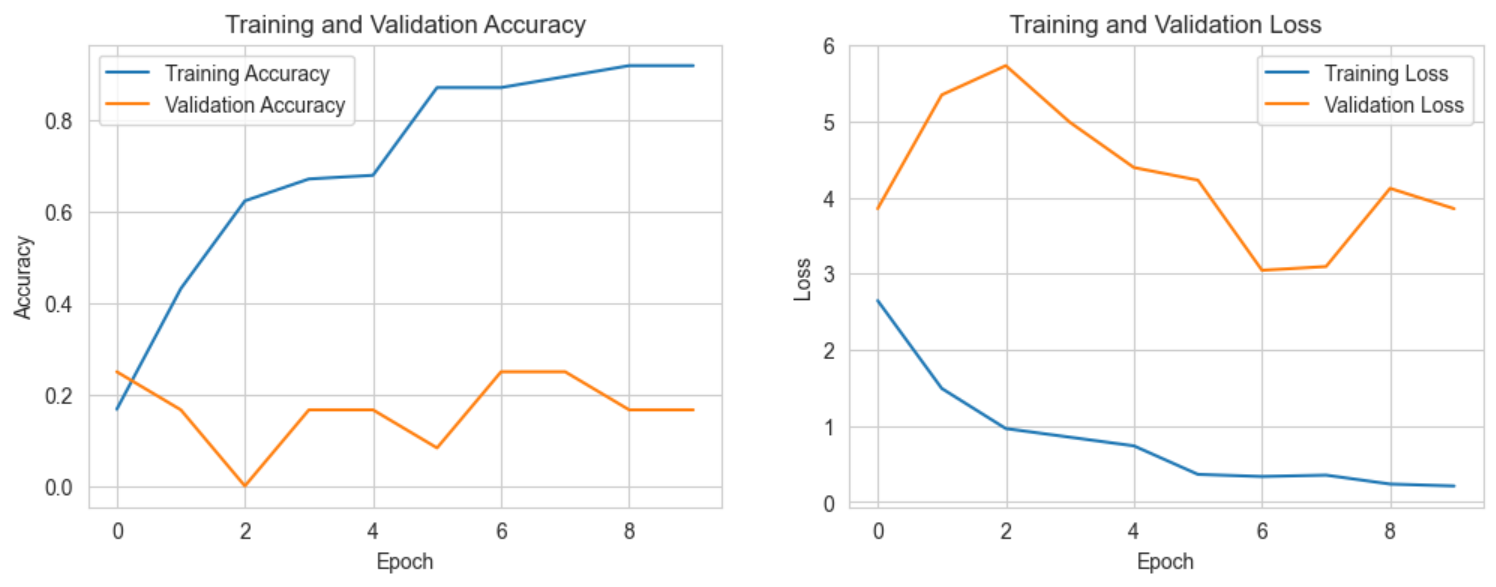 Training and Validation Accuracy
Training Accuracy
Validation Accuracy
0.8
0.6
0.4
0.2
0.0
Accuracy
0 2 4 6 8
Epoch
Training and Validation Loss
Training Loss
Validation Loss
6
5
4
3
2
1
0
Loss
0 2 4 6 8
Epoch